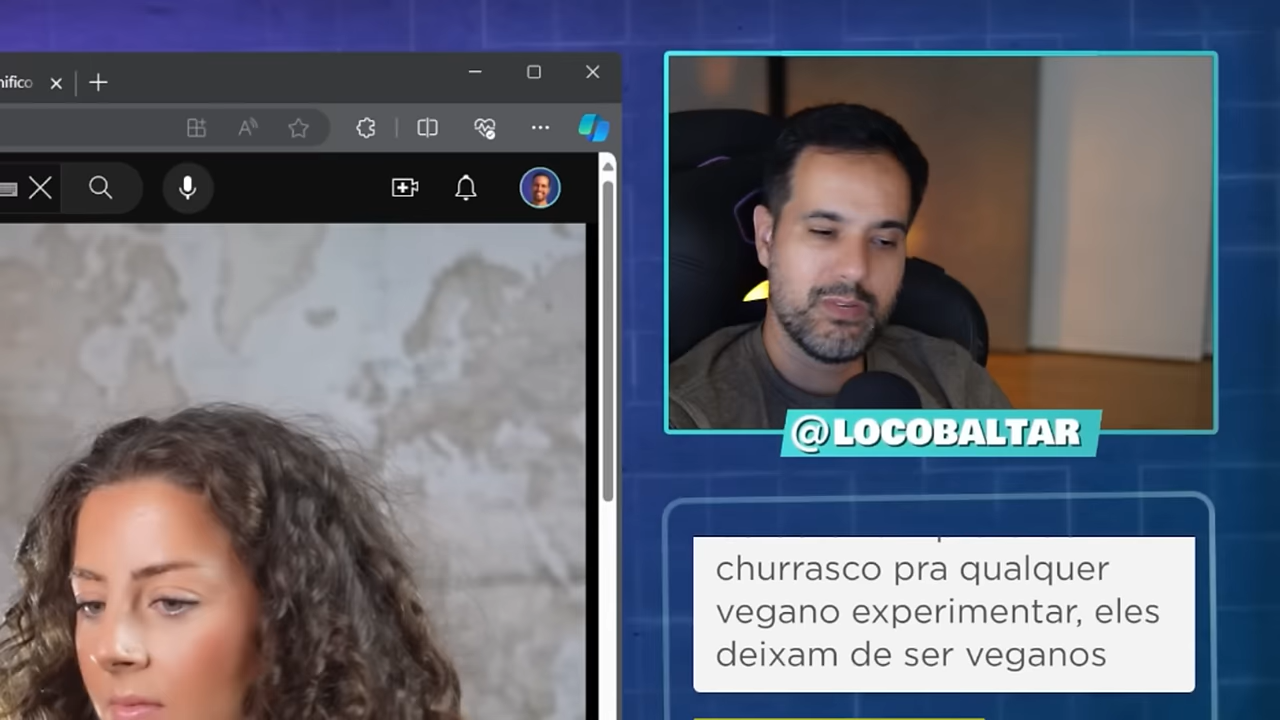 nifico
@LOCOBALTAR
churrasco pra qualquer
vegano experimentar, eles
deixam de ser veganos